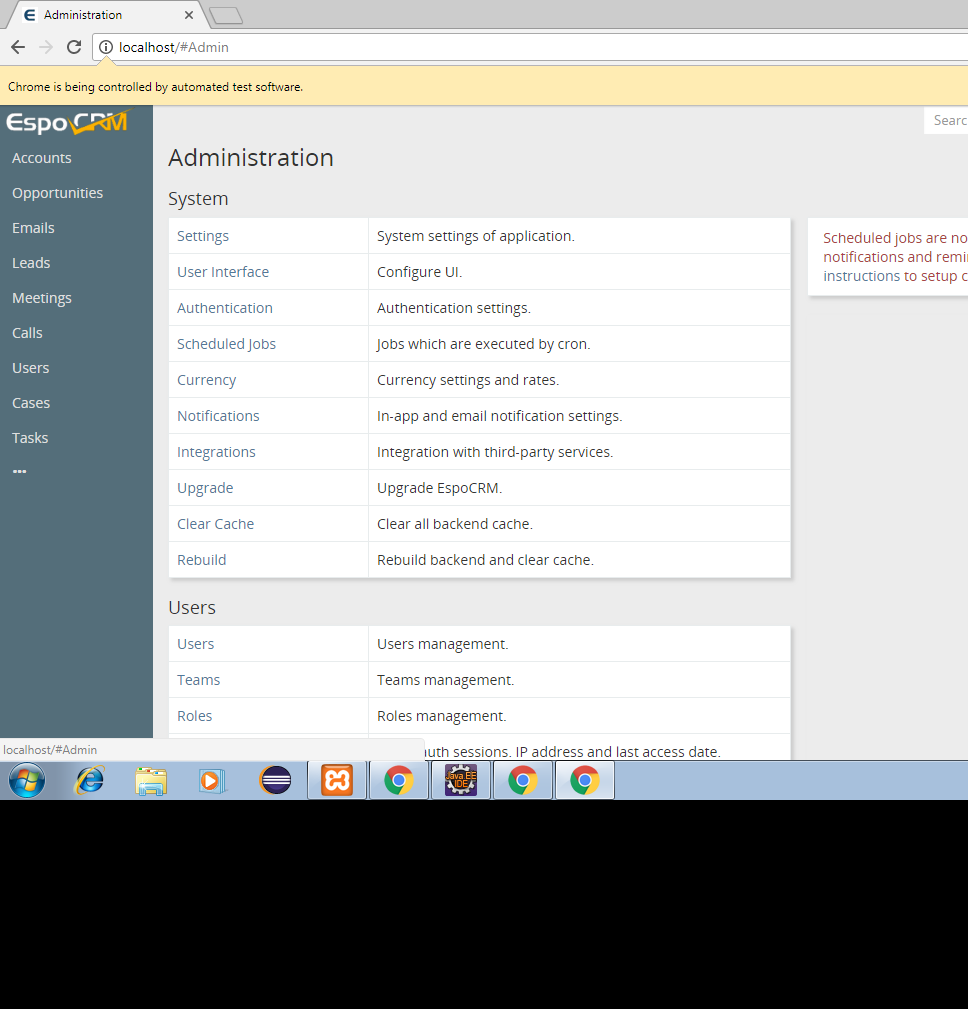 Administration
localhost/#Admin
Chrome is being controlled by automated test software.
EspoCRM
Searc
Accounts
Opportunities
Emails
Leads
Meetings
Calls
Users
Cases
Tasks
Administration
System
Settings System settings of application.
User Interface Configure UI.
Authentication Authentication settings.
Scheduled Jobs Jobs which are executed by cron.
Currency Currency settings and rates.
Notifications In-app and email notification settings.
Integrations Integration with third-party services.
Upgrade Upgrade EspoCRM.
Clear Cache Clear all backend cache.
Rebuild Rebuild backend and clear cache.
Scheduled jobs are no
notifications and remi
instructions to setup c
Users
Users Users management.
Teams Teams management.
Roles Roles management.
uth sessions. IP address and last access date.
localhost/#Admin
Java EE
IDE